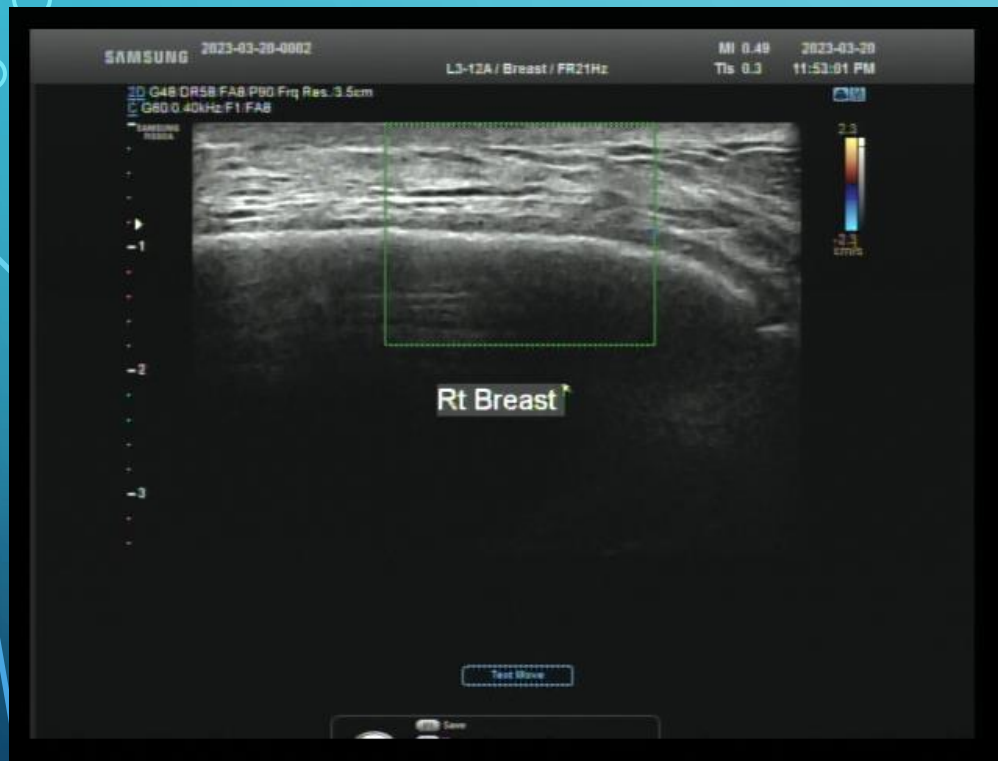 SAMSUNG 2023-03-20-0002
L3-12A / Breast / FR21Hz
MI 0.49 2023-03-20
TIs 0.3 11:53:01 PM
2D G48/DR58/FA8/P90/Frq Res./3.5cm
C G60/0.40kHz/F1/FA8
SAMSUNG
2.3
-2.3
cm/s
1
2
3
Rt Breast
Text Move
Save